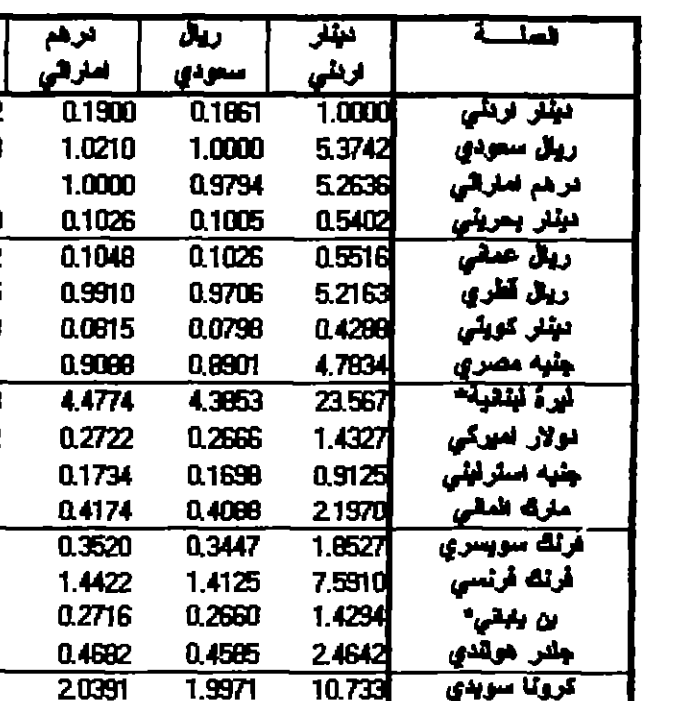 العملــــة دينار ريال درهم
اردني سعودي اماراتي
دينار اردني 1.0000 0.1861 0.1900
ريال سعودي 5.3742 1.0000 1.0210
درهم اماراتي 5.2636 0.9794 1.0000
دينار بحريني 0.5402 0.1005 0.1026
ريال عماني 0.5516 0.1026 0.1048
ريال قطري 5.2163 0.9706 0.9910
دينار كويتي 0.4288 0.0798 0.0815
جنيه مصري 4.7834 0.8901 0.9088
ليرة لبنانية* 23.567 4.3853 4.4774
دولار اميركي 1.4327 0.2666 0.2722
جنيه استرليني 0.9125 0.1698 0.1734
مارك الماني 2.1970 0.4088 0.4174
فرنك سويسري 1.8527 0.3447 0.3520
فرنك فرنسي 7.5910 1.4125 1.4422
ين ياباني* 1.4294 0.2660 0.2716
جلدر هولندي 2.4642 0.4585 0.4682
كرونا سويدي 10.733 1.9971 2.0391